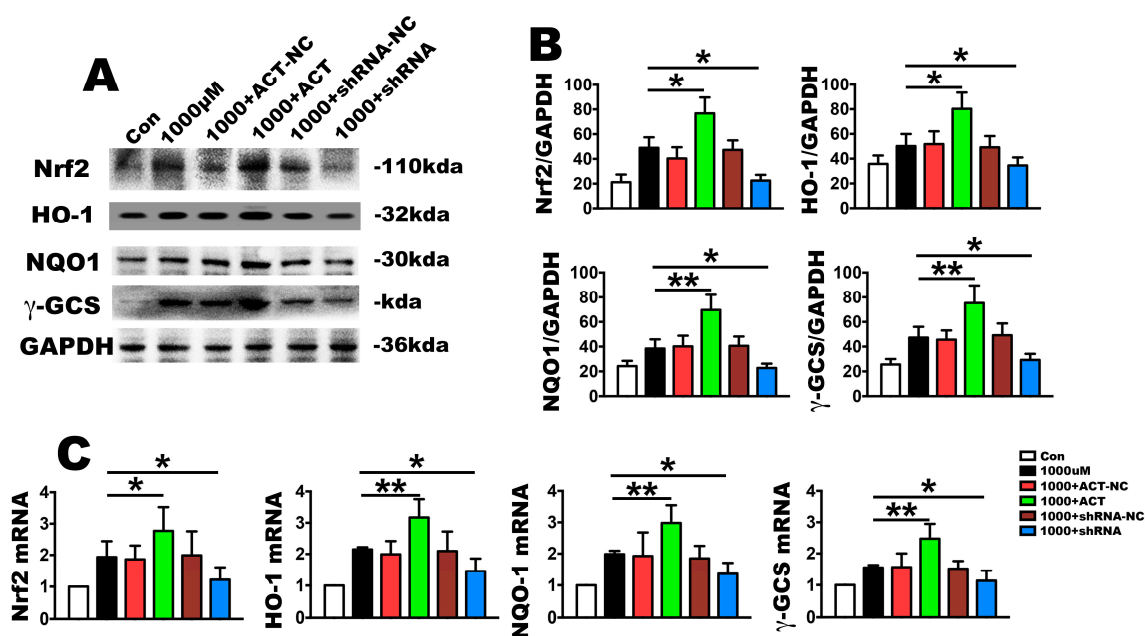 A
Con
1000μM
1000+ACT-NC
1000+ACT
1000+shRNA-NC
1000+shRNA
Nrf2
-110kda
HO-1
-32kda
NQO1
-30kda
γ-GCS
-kda
GAPDH
-36kda
B
Nrf2/GAPDH
100
80
60
40
20
0
*
*
HO-1/GAPDH
100
80
60
40
20
0
*
*
NQO1/GAPDH
100
80
60
40
20
0
**
*
γ-GCS/GAPDH
100
80
60
40
20
0
**
*
C
Nrf2 mRNA
4
3
2
1
0
*
*
HO-1 mRNA
4
3
2
1
0
**
*
NQO-1 mRNA
4
3
2
1
0
**
*
γ-GCS mRNA
4
3
2
1
0
**
*
Con
1000uM
1000+ACT-NC
1000+ACT
1000+shRNA-NC
1000+shRNA